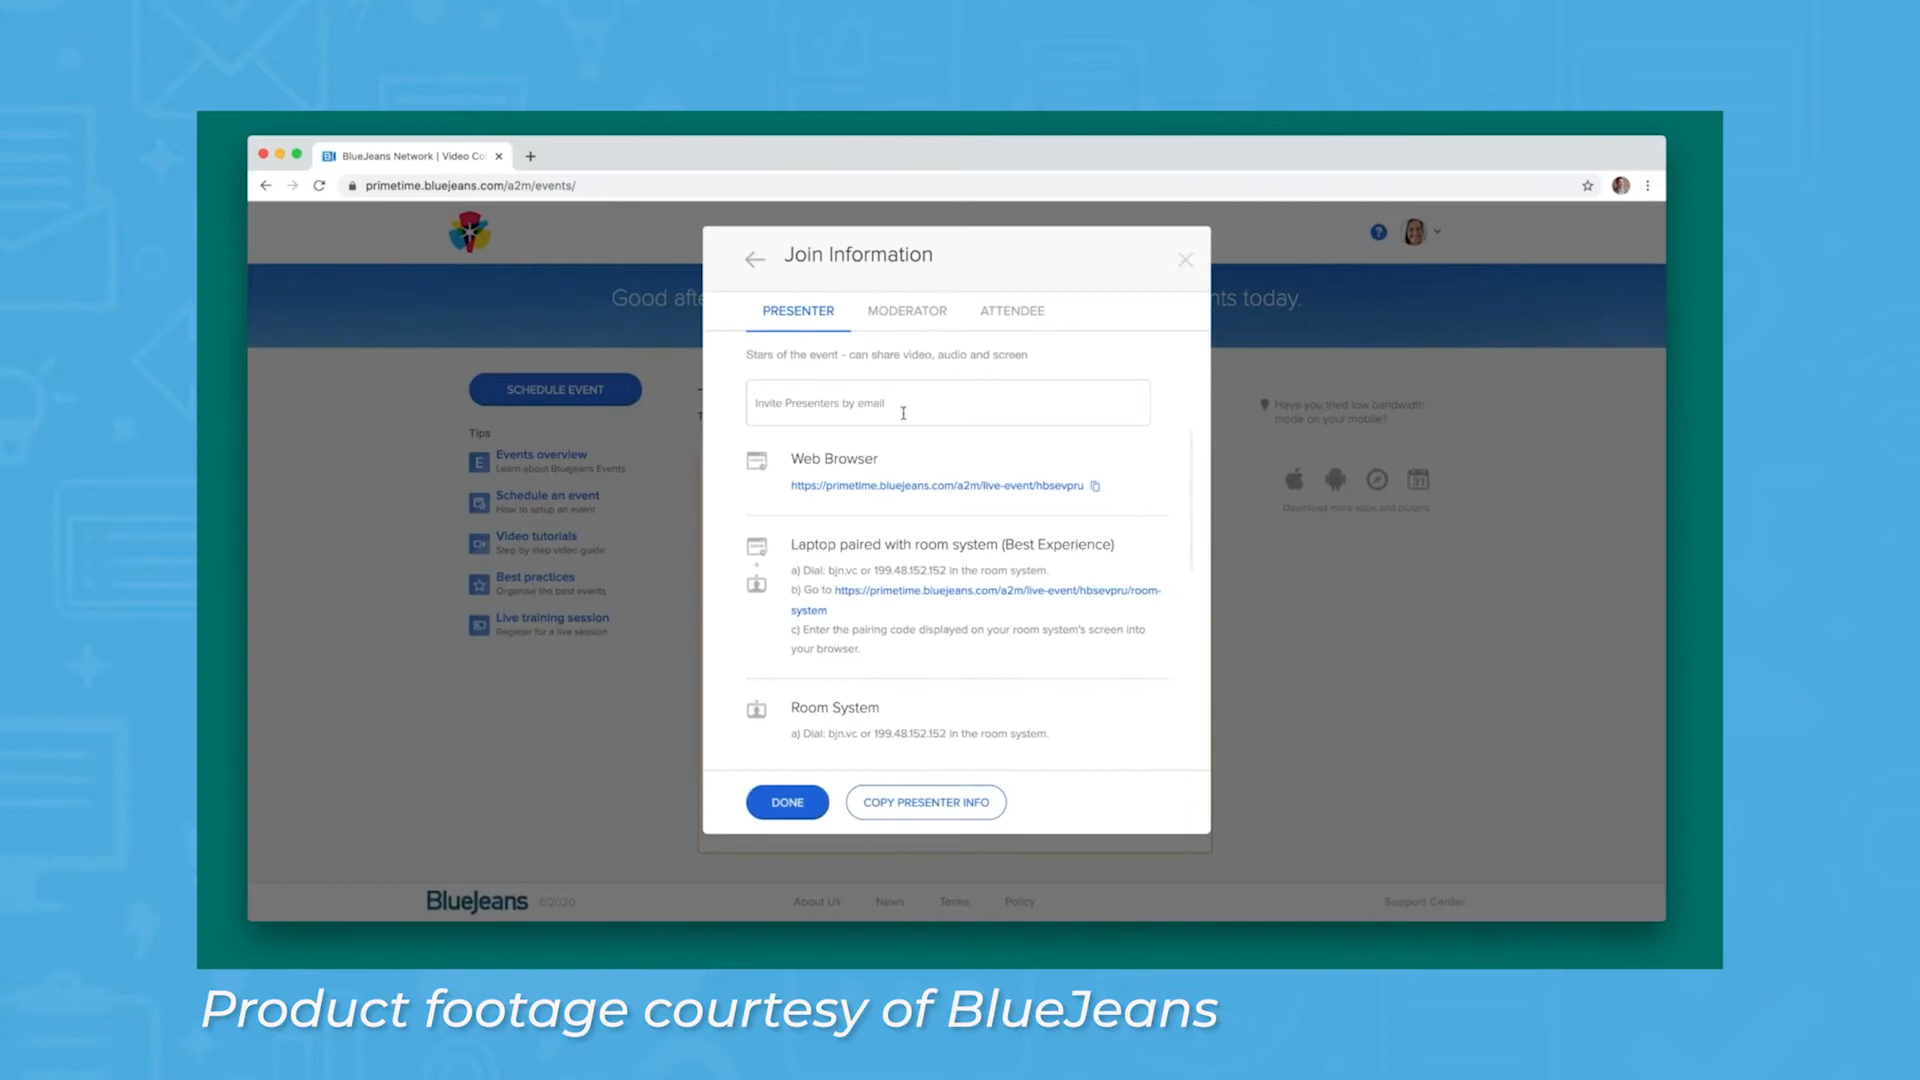 BlueJeans Network | Video Co
primetime.bluejeans.com/a2m/events/
Good afte
nts today.
Join Information
PRESENTER
MODERATOR
ATTENDEE
Stars of the event - can share video, audio and screen
Invite Presenters by email
Web Browser
https://primetime.bluejeans.com/a2m/live-event/hbsevpru
Laptop paired with room system (Best Experience)
a) Dial: bjn.vc or 199.48.152.152 in the room system.
b) Go to https://primetime.bluejeans.com/a2m/live-event/hbsevpru/room-
system
c) Enter the pairing code displayed on your room system's screen into
your browser.
Room System
a) Dial: bjn.vc or 199.48.152.152 in the room system.
DONE
COPY PRESENTER INFO
SCHEDULE EVENT
Tips
E
Events overview
Learn about Bluejeans Events
Schedule an event
How to setup an event
Video tutorials
Step by step video guide
Best practices
Organise the best events
Live training session
Register for a live session
Have you tried low bandwidth
mode on your mobile?
31
Download more apps and plugins
BlueJeans ©2020
About Us
News
Terms
Policy
Support Center
Product footage courtesy of BlueJeans